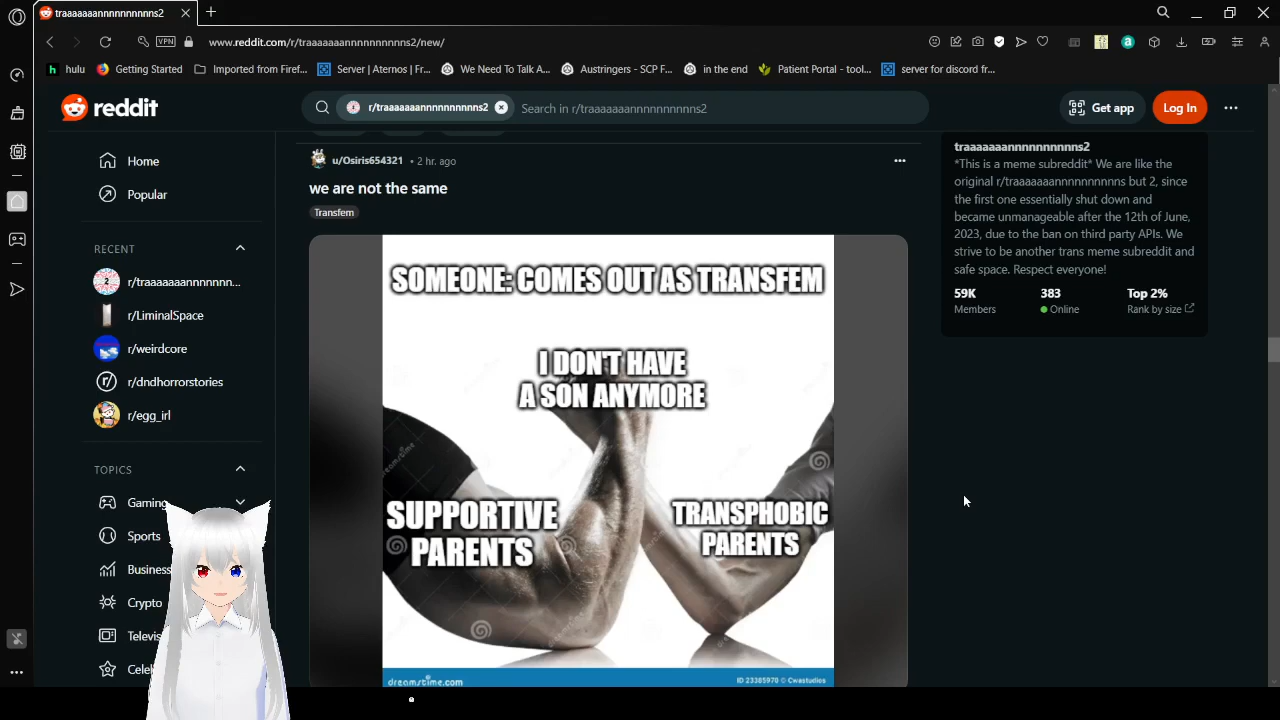 traaaaaaannnnnnnnnns2
www.reddit.com/r/traaaaaaannnnnnnnnns2/new/
VPN
hulu
Getting Started
Imported from Firef...
Server | Aternos | Fr...
We Need To Talk A...
Austringers - SCP F...
in the end
Patient Portal - tool...
server for discord fr...
reddit
r/traaaaaaannnnnnnnnns2
Search in r/traaaaaaannnnnnnnnns2
Get app
Log In
Home
Popular
RECENT
r/traaaaaaannnnnnn...
r/LiminalSpace
r/weirdcore
r/dndhorrorstories
r/egg_irl
TOPICS
Gaming
Sports
Business
Crypto
Televis
Celeb
u/Osiris654321 • 2 hr. ago
we are not the same
Transfem
SOMEONE: COMES OUT AS TRANSFEM
I DON'T HAVE
A SON ANYMORE
SUPPORTIVE
PARENTS
TRANSPHOBIC
PARENTS
dreamstime.com
ID 23385970 © Cwastudios
traaaaaaannnnnnnnnns2
*This is a meme subreddit* We are like the
original r/traaaaaaannnnnnnnnns but 2, since
the first one essentially shut down and
became unmanageable after the 12th of June,
2023, due to the ban on third party APIs. We
strive to be another trans meme subreddit and
safe space. Respect everyone!
59K
Members
383
Online
Top 2%
Rank by size